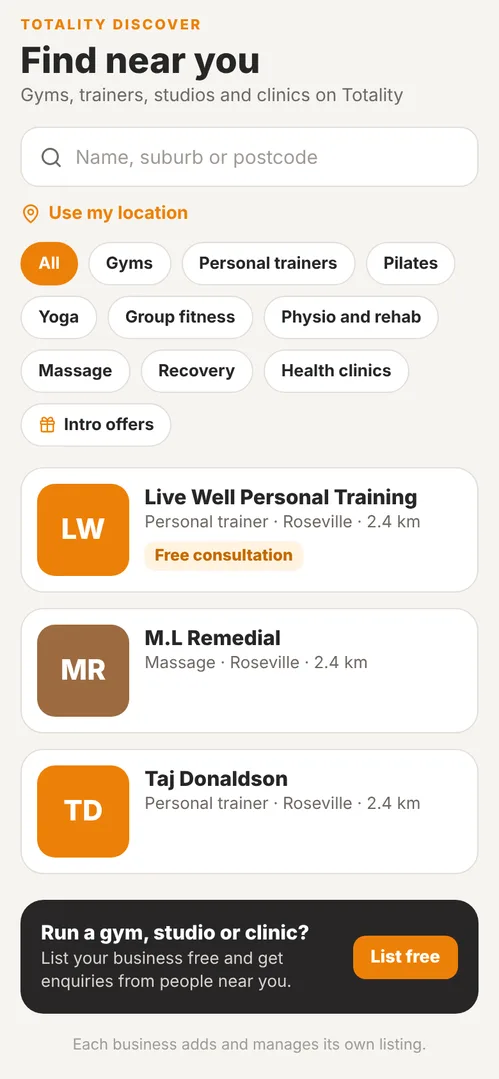 TOTALITY DISCOVER
Find near you
Gyms, trainers, studios and clinics on Totality
Name, suburb or postcode
Use my location
All
Gyms
Personal trainers
Pilates
Yoga
Group fitness
Physio and rehab
Massage
Recovery
Health clinics
Intro offers
LW
Live Well Personal Training
Personal trainer · Roseville · 2.4 km
Free consultation
MR
M.L Remedial
Massage · Roseville · 2.4 km
TD
Taj Donaldson
Personal trainer · Roseville · 2.4 km
Run a gym, studio or clinic?
List your business free and get
enquiries from people near you.
List free
Each business adds and manages its own listing.